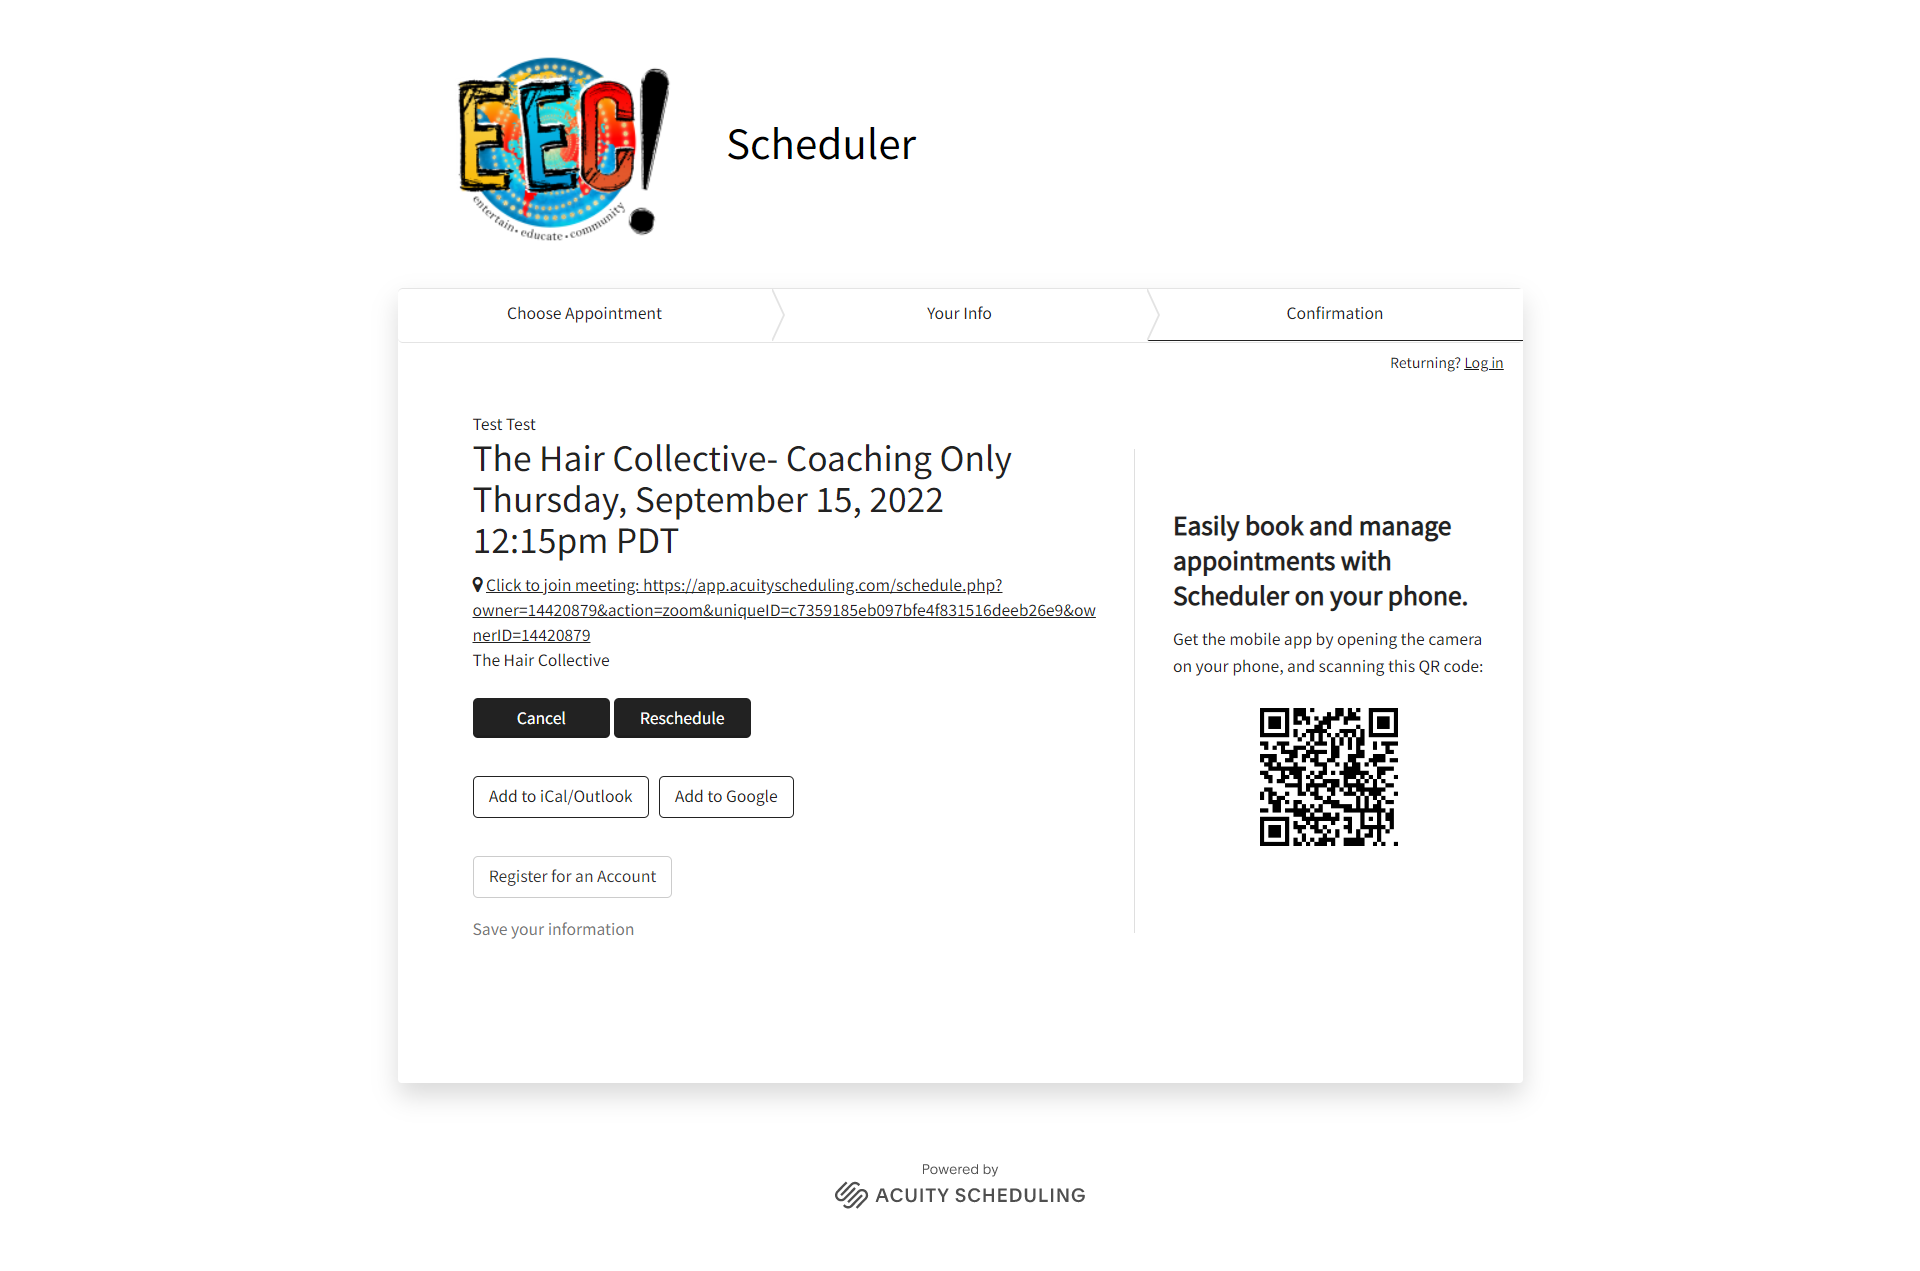 EEC!
entertain • educate • community
Scheduler
Choose Appointment
Your Info
Confirmation
Returning? Log in
Test Test
The Hair Collective- Coaching Only
Thursday, September 15, 2022
12:15pm PDT
Click to join meeting: https://app.acuityscheduling.com/schedule.php?
owner=14420879&action=zoom&uniqueID=c7359185eb097bfe4f831516deeb26e9&ow
nerID=14420879
The Hair Collective
Cancel
Reschedule
Add to iCal/Outlook
Add to Google
Register for an Account
Save your information
Easily book and manage
appointments with
Scheduler on your phone.
Get the mobile app by opening the camera
on your phone, and scanning this QR code:
Powered by
ACUITY SCHEDULING